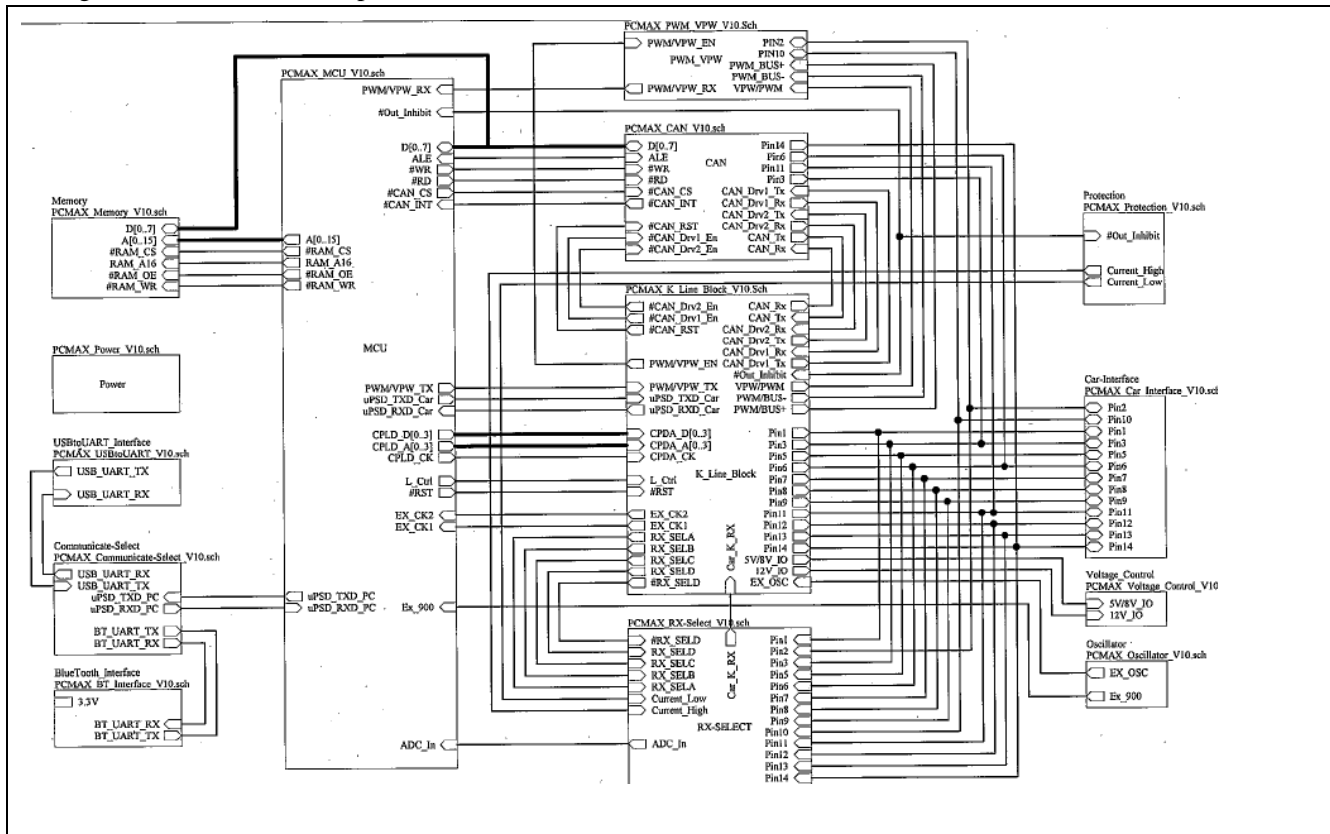 PCMAX_PWM_VPW_V10.Sch
PWM/VPW_EN
PWM_VPW
PWM/VPW_RX
PIN2
PIN10
PWM_BUS+
PWM_BUS-
VPW/PWM
PCMAX_MCU_V10.sch
PWM/VPW_RX
#Out_Inhibit
D[0..7]
ALE
#WR
#RD
#CAN_CS
#CAN_INT
A[0..15]
#RAM_CS
RAM_A16
#RAM_OE
#RAM_WR
MCU
PWM/VPW_TX
uPSD_TXD_Car
uPSD_RXD_Car
CPLD_D[0..3]
CPLD_A[0..3]
CPLD_CK
L_Ctrl
#RST
EX_CK2
EX_CK1
uPSD_TXD_PC
uPSD_RXD_PC
Ex_900
ADC_In
PCMAX_CAN_V10.sch
D[0..7]
ALE
CAN
#WR
#RD
#CAN_CS
#CAN_INT
#CAN_RST
#CAN_Drv1_En
#CAN_Drv2_En
Pin14
Pin6
Pin11
Pin3
CAN_Drv1_Tx
CAN_Drv1_Rx
CAN_Drv2_Tx
CAN_Drv2_Rx
CAN_Tx
CAN_Rx
Memory
PCMAX_Memory_V10.sch
D[0..7]
A[0..15]
#RAM_CS
RAM_A16
#RAM_OE
#RAM_WR
Protection
PCMAX_Protection_V10.sch
#Out_Inhibit
Current_High
Current_Low
PCMAX_K_Line_Block_V10.Sch
#CAN_Drv2_En
#CAN_Drv1_En
#CAN_RST
PWM/VPW_EN
PWM/VPW_TX
uPSD_TXD_Car
uPSD_RXD_Car
CPDA_D[0..3]
CPDA_A[0..3]
CPDA_CK
L_Ctrl
K_Line_Block
#RST
EX_CK2
EX_CK1
RX_SELA
RX_SELB
RX_SELC
RX_SELD
#RX_SELD
Car_K_RX
CAN_Rx
CAN_Tx
CAN_Drv2_Rx
CAN_Drv2_Tx
CAN_Drv1_Rx
CAN_Drv1_Tx
#Out_Inhibit
VPW/PWM
PWM/BUS-
PWM/BUS+
Pin1
Pin3
Pin5
Pin6
Pin7
Pin8
Pin9
Pin11
Pin12
Pin13
Pin14
5V/8V_IO
12V_IO
EX_OSC
PCMAX_Power_V10.sch
Power
USBtoUART_Interface
PCMAX_USBtoUART_V10.sch
USB_UART_TX
USB_UART_RX
Communicate-Select
PCMAX_Communicate-Select_V10.sch
USB_UART_RX
USB_UART_TX
uPSD_TXD_PC
uPSD_RXD_PC
BT_UART_TX
BT_UART_RX
BlueTooth_Interface
PCMAX_BT_Interface_V10.sch
3.3V
BT_UART_RX
BT_UART_TX
Car-Interface
PCMAX_Car_Interface_V10.scl
Pin2
Pin10
Pin1
Pin3
Pin5
Pin6
Pin7
Pin8
Pin9
Pin11
Pin12
Pin13
Pin14
Voltage_Control
PCMAX_Voltage_Control_V10
5V/8V_IO
12V_IO
Oscillator
PCMAX_Oscillator_V10.sch
EX_OSC
Ex_900
PCMAX_RX-Select_V10.sch
#RX_SELD
RX_SELD
RX_SELC
RX_SELB
RX_SELA
Current_Low
Current_High
RX-SELECT
ADC_In
Car_K_RX
Pin1
Pin2
Pin3
Pin5
Pin6
Pin7
Pin8
Pin9
Pin10
Pin11
Pin12
Pin13
Pin14